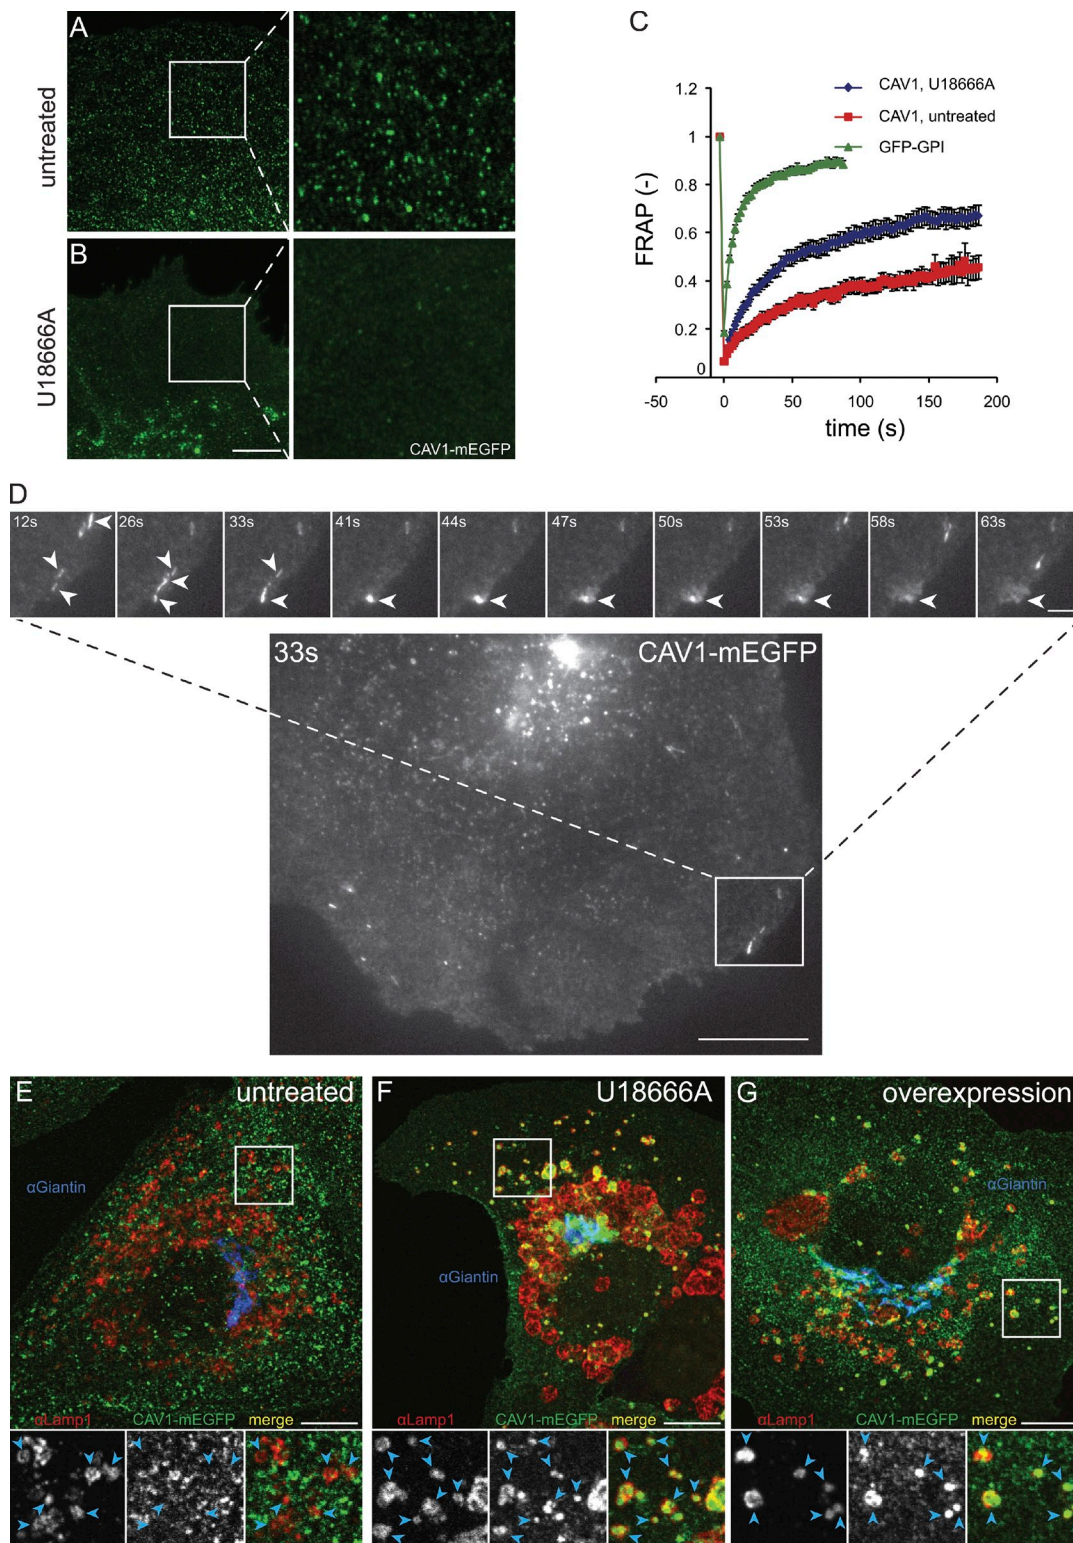 A
untreated
B
U18666A
CAV1-mEGFP
C
CAV1, U18666A
CAV1, untreated
GFP-GPI
1.2
1
0.8
0.6
0.4
0.2
0
FRAP (-)
-50
0
50
100
150
200
time (s)
D
12s
26s
33s
41s
44s
47s
50s
53s
58s
63s
33s
CAV1-mEGFP
E
untreated
αGiantin
αLamp1
CAV1-mEGFP
merge
F
U18666A
αGiantin
αLamp1
CAV1-mEGFP
merge
G
overexpression
αGiantin
αLamp1
CAV1-mEGFP
merge